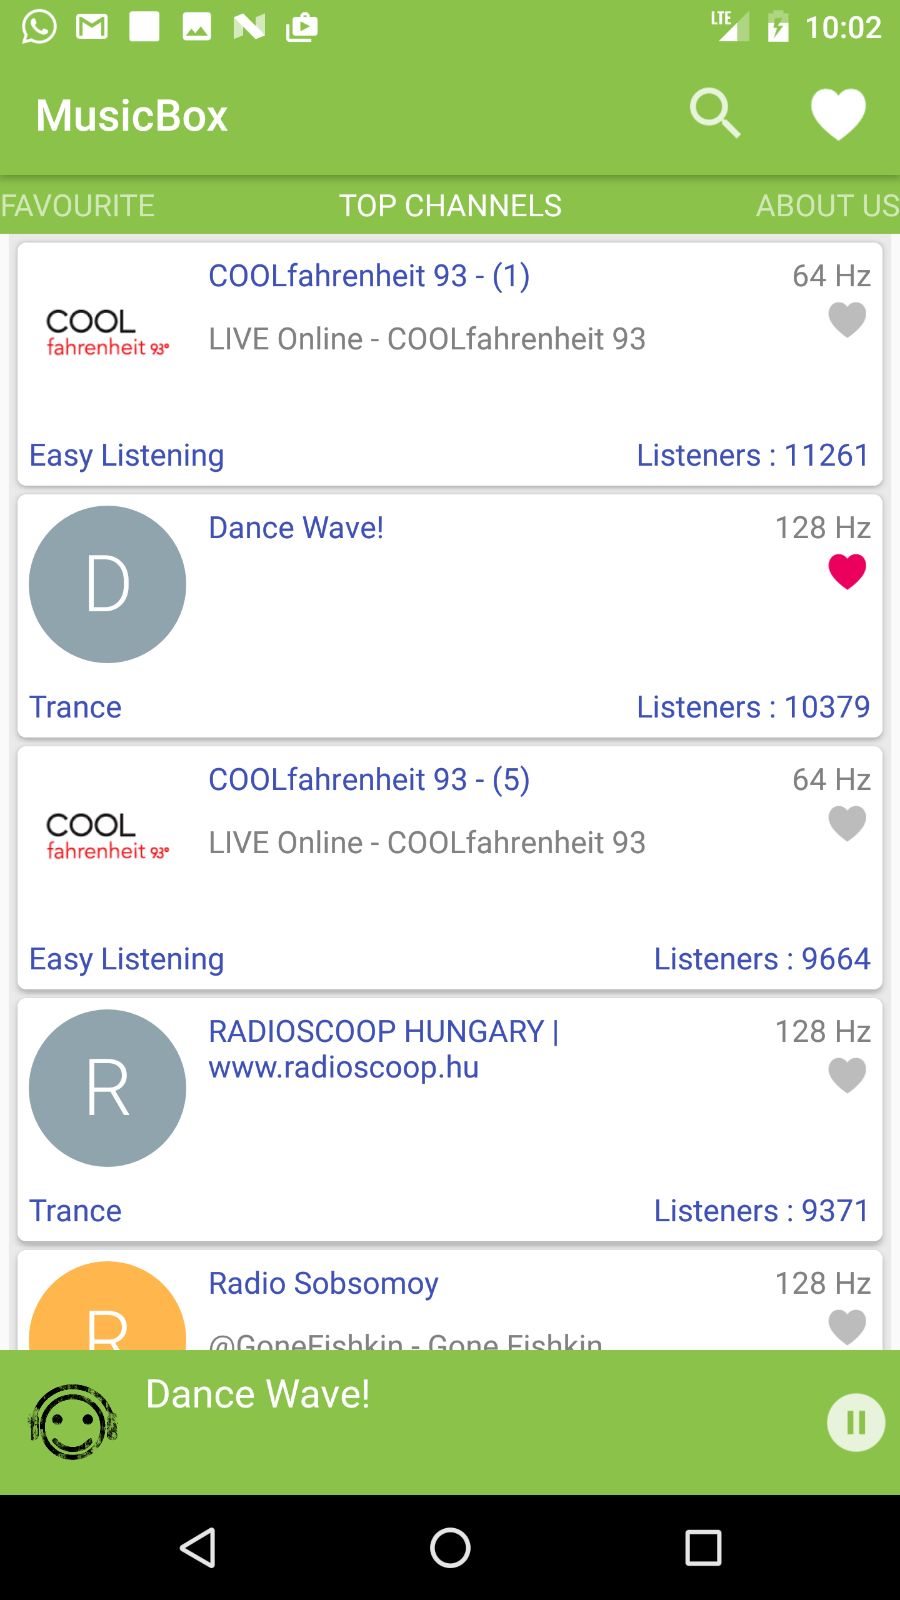 LTE 10:02
MusicBox
FAVOURITE TOP CHANNELS ABOUT US
COOLfahrenheit 93 - (1) 64 Hz
COOL
fahrenheit 93°
LIVE Online - COOLfahrenheit 93
Easy Listening Listeners : 11261
Dance Wave! 128 Hz
D
Trance Listeners : 10379
COOLfahrenheit 93 - (5) 64 Hz
COOL
fahrenheit 93°
LIVE Online - COOLfahrenheit 93
Easy Listening Listeners : 9664
RADIOSCOOP HUNGARY | 128 Hz
www.radioscoop.hu
R
Trance Listeners : 9371
Radio Sobsomoy 128 Hz
R
@GoneFishkin - Gone Fishkin
Dance Wave!